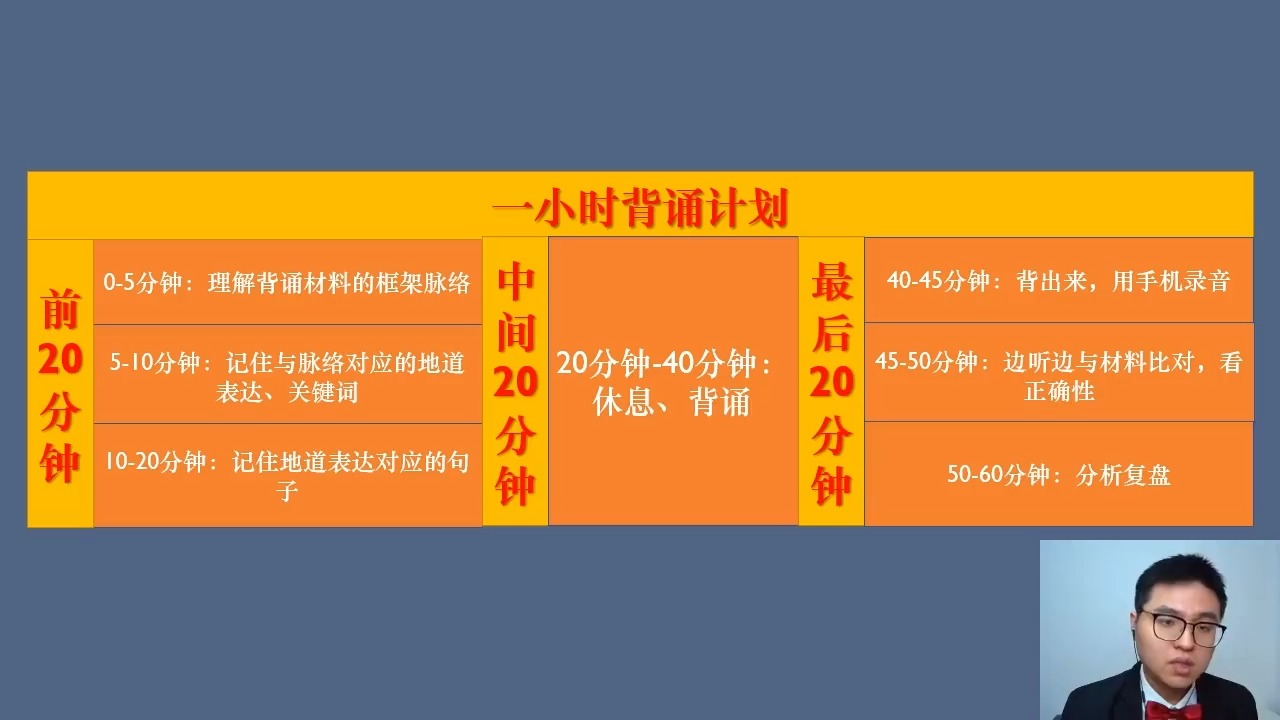 一小时背诵计划
前20分钟
0-5分钟：理解背诵材料的框架脉络
5-10分钟：记住与脉络对应的地道
表达、关键词
10-20分钟：记住地道表达对应的句
子
中间20分钟
20分钟-40分钟：
休息、背诵
最后20分钟
40-45分钟：背出来，用手机录音
45-50分钟：边听边与材料比对，看
正确性
50-60分钟：分析复盘